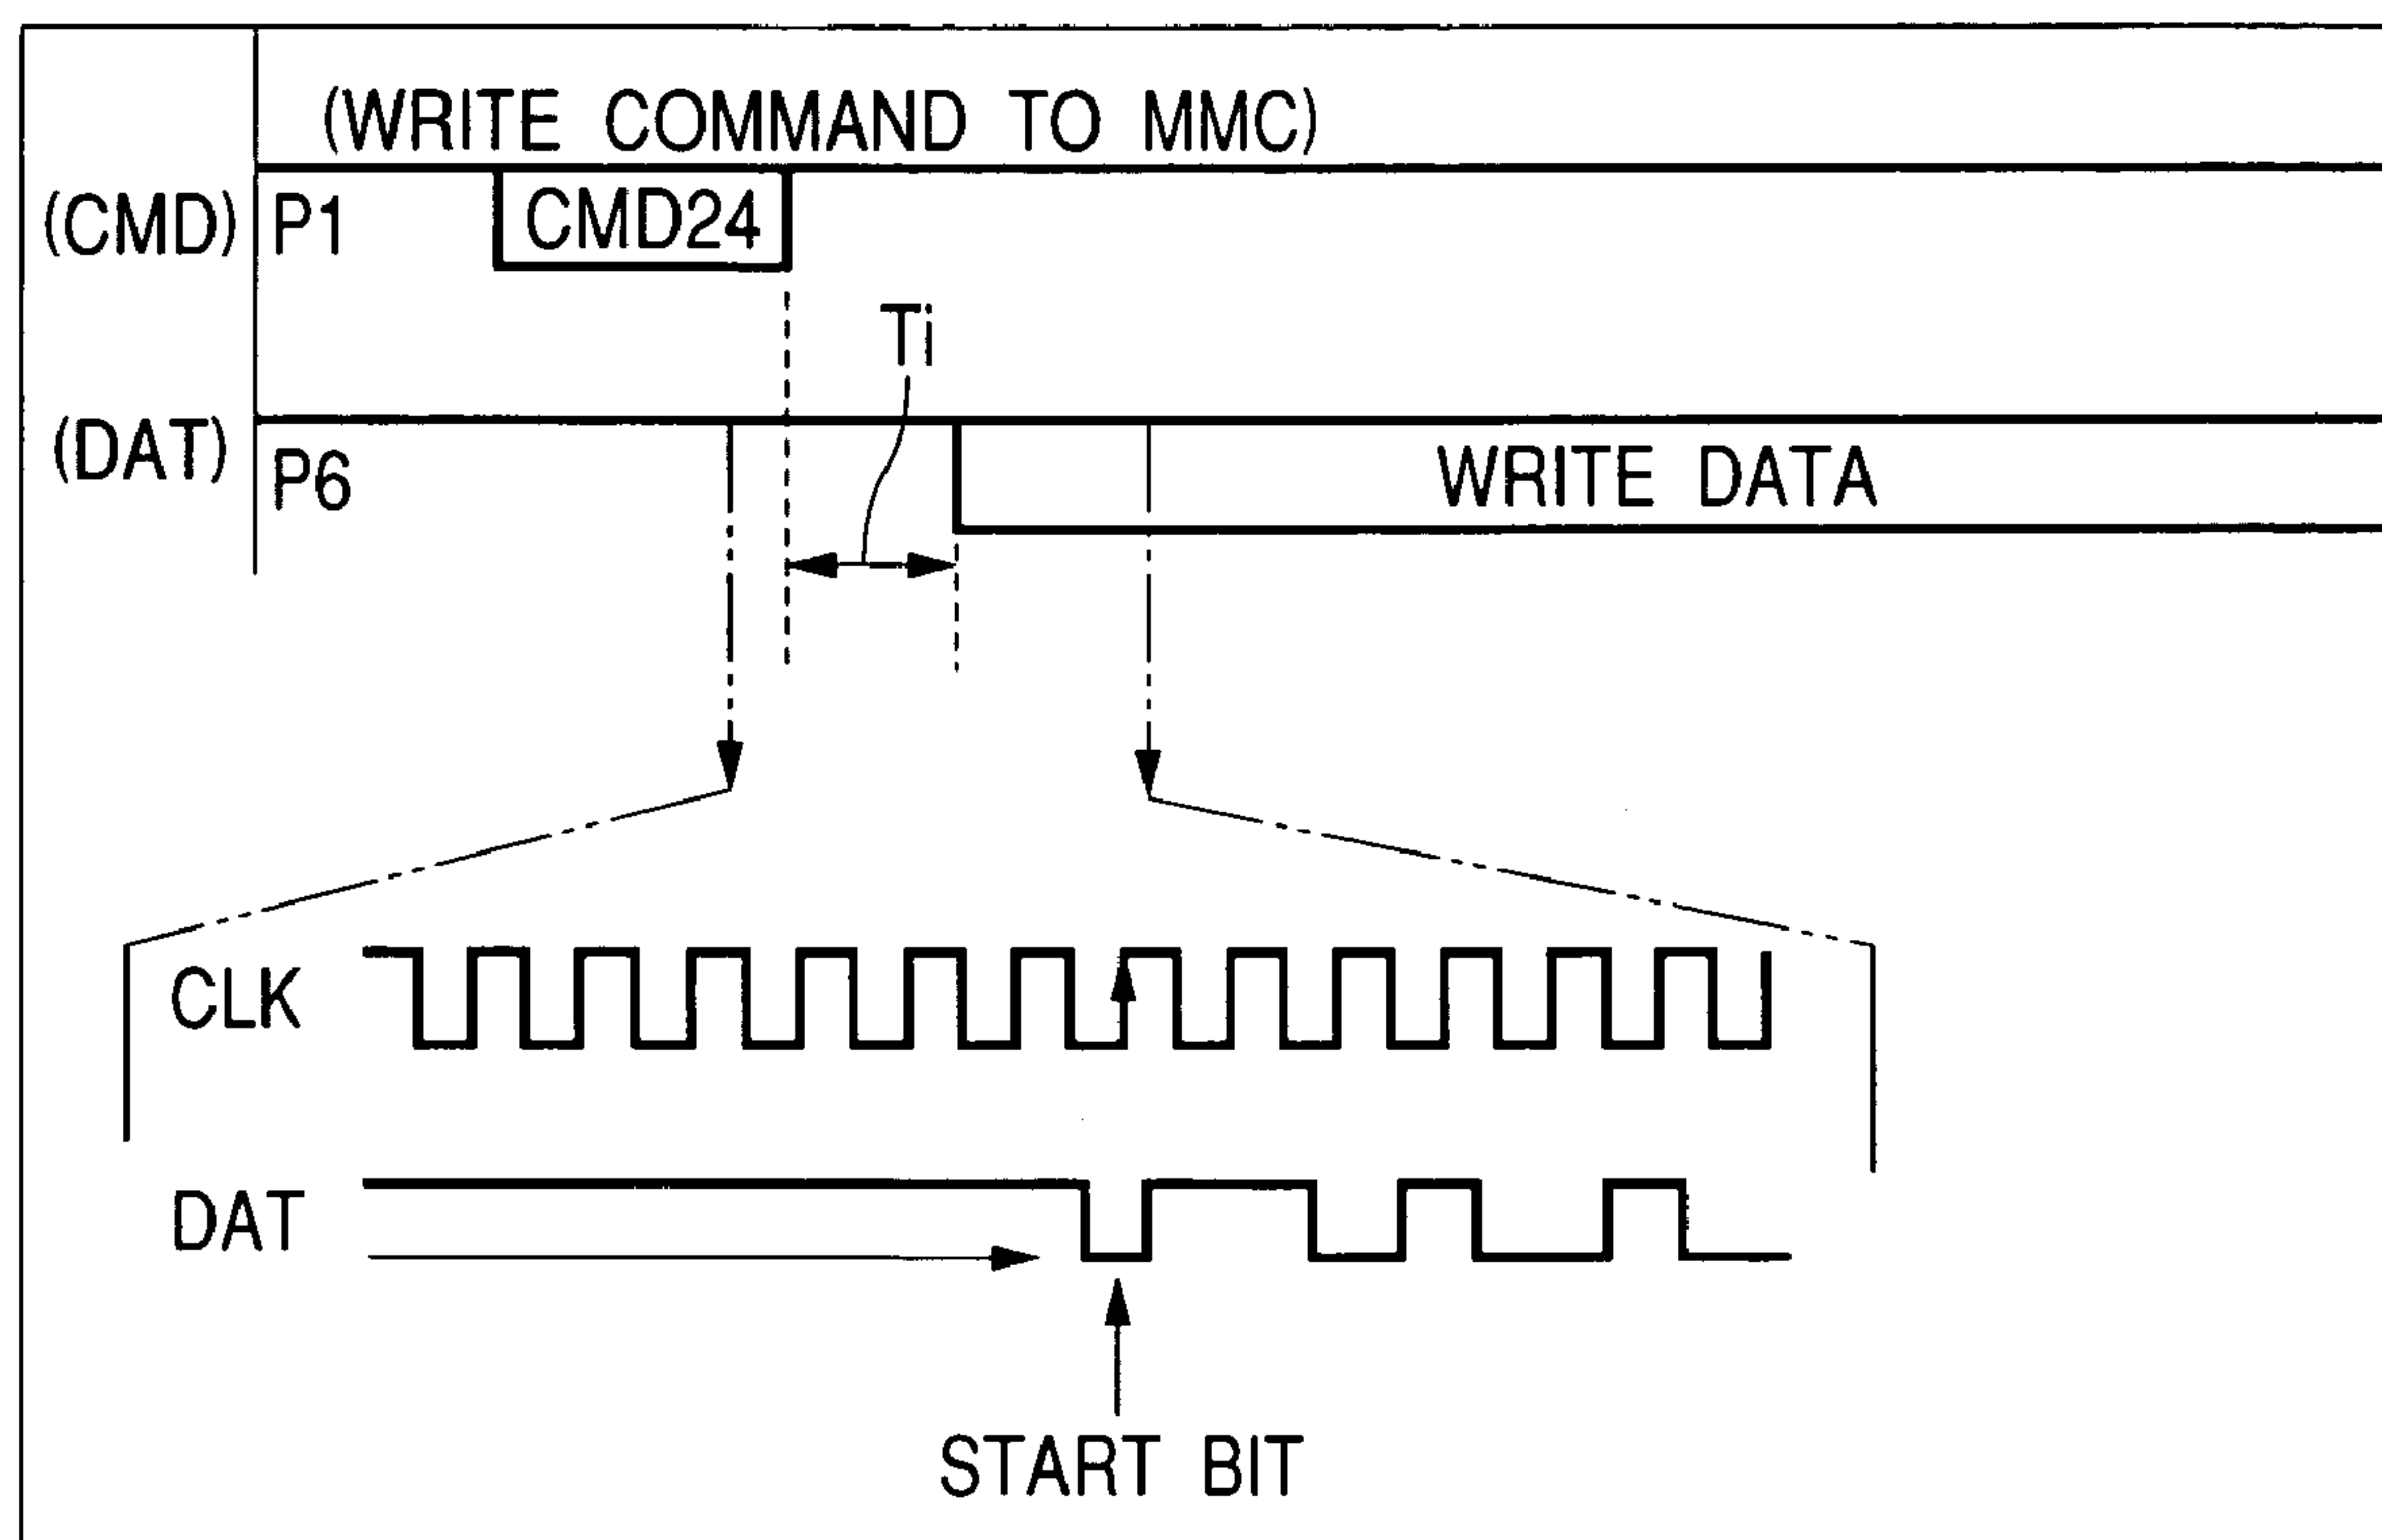 (WRITE COMMAND TO MMC)
(CMD) P1 CMD24
Ti
(DAT) P6 WRITE DATA
CLK
DAT
START BIT